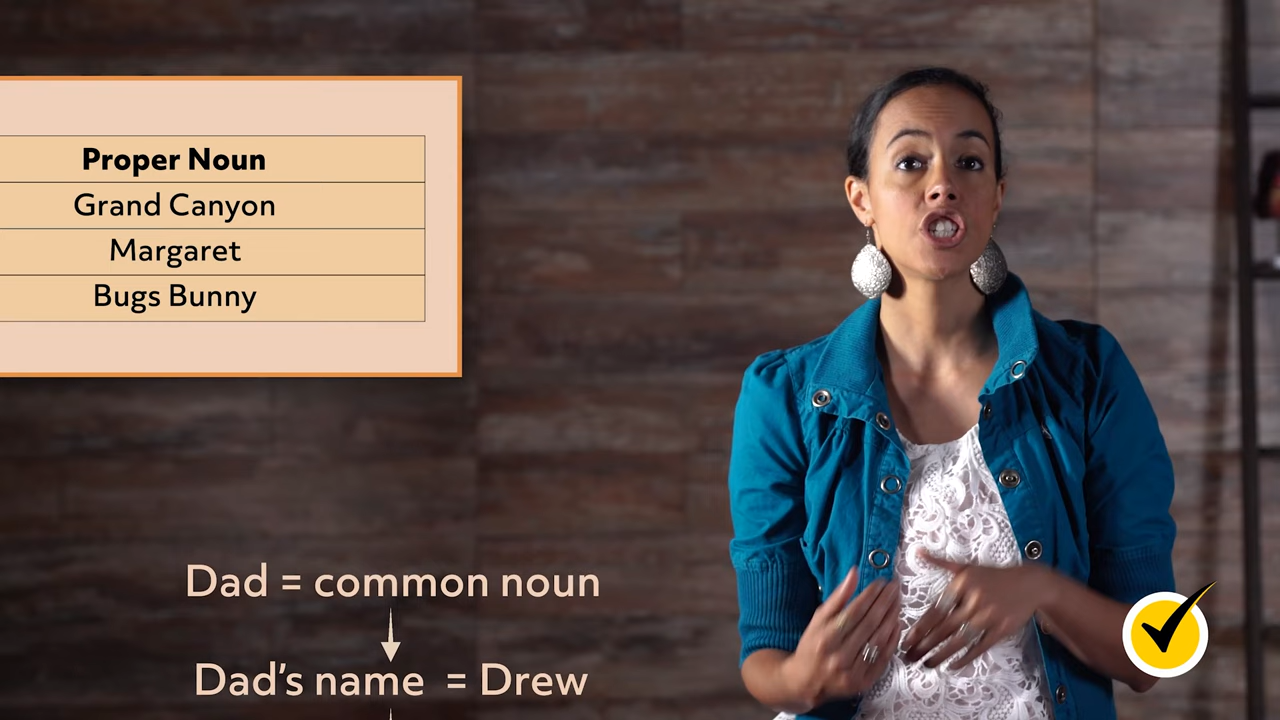 Proper Noun
Grand Canyon
Margaret
Bugs Bunny
Dad = common noun
Dad's name = Drew